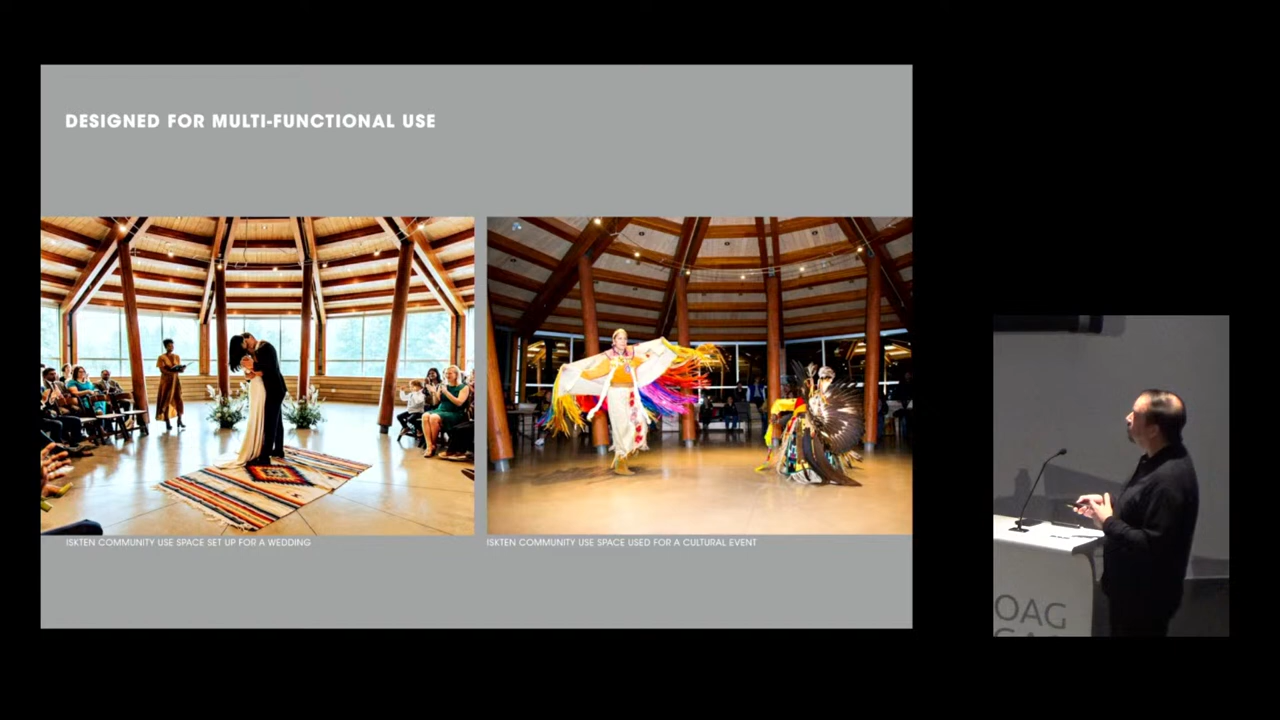 DESIGNED FOR MULTI-FUNCTIONAL USE
ISKTEN COMMUNITY USE SPACE SET UP FOR A WEDDING
ISKTEN COMMUNITY USE SPACE USED FOR A CULTURAL EVENT
OAG